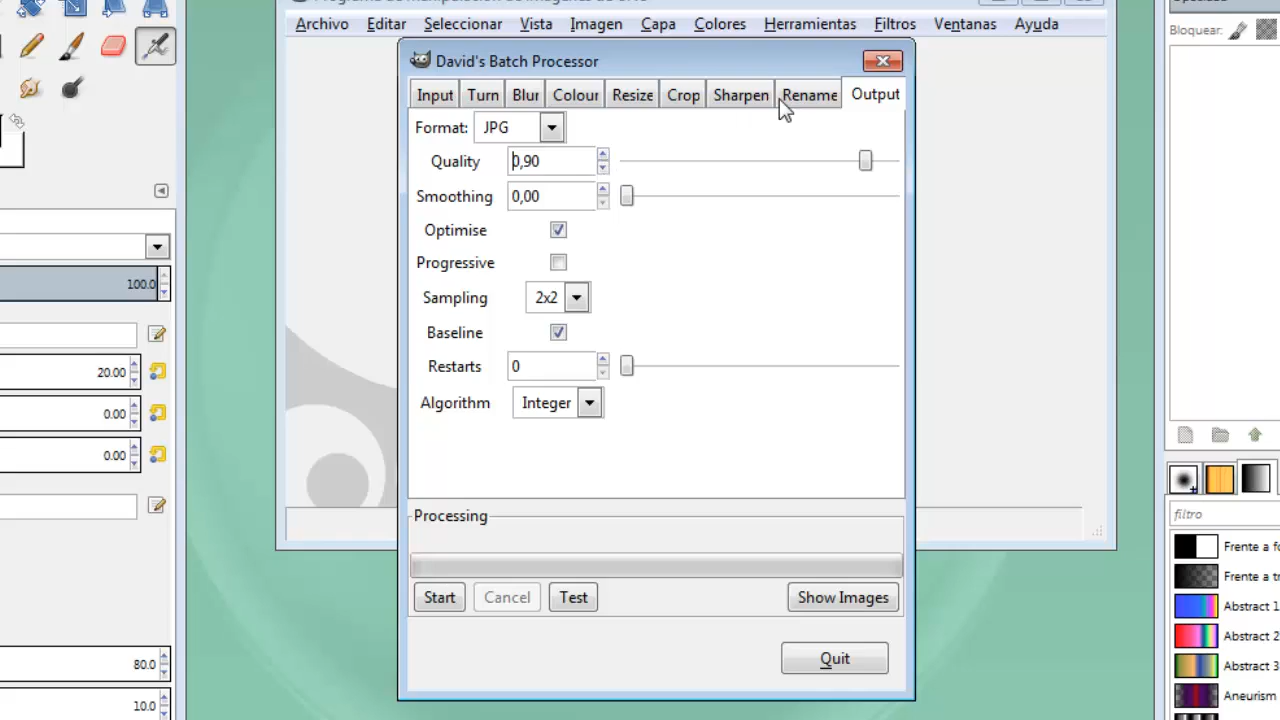 Archivo Editar Seleccionar Vista Imagen Capa Colores Herramientas Filtros Ventanas Ayuda
Bloquear:
David's Batch Processor
Input Turn Blur Colour Resize Crop Sharpen Rename Output
Format: JPG
Quality 0,90
Smoothing 0,00
Optimise
Progressive
Sampling 2x2
Baseline
Restarts 0
Algorithm Integer
Processing
Start Cancel Test Show Images
Quit
100.0
20.00
0.00
0.00
80.0
10.0
filtro
Frente a
Frente a
Abstract 1
Abstract 2
Abstract 3
Aneurism